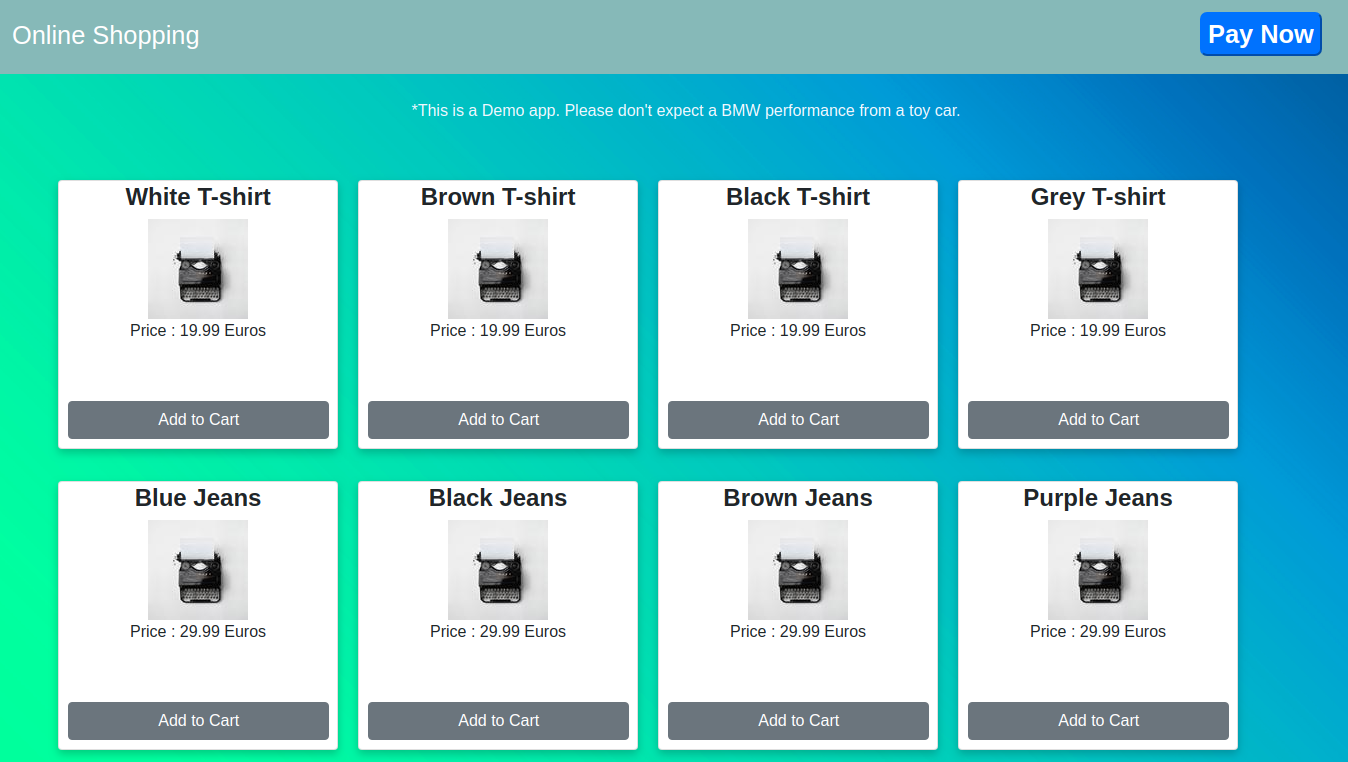 Online Shopping
Pay Now
*This is a Demo app. Please don't expect a BMW performance from a toy car.
White T-shirt
Price : 19.99 Euros
Add to Cart
Brown T-shirt
Price : 19.99 Euros
Add to Cart
Black T-shirt
Price : 19.99 Euros
Add to Cart
Grey T-shirt
Price : 19.99 Euros
Add to Cart
Blue Jeans
Price : 29.99 Euros
Add to Cart
Black Jeans
Price : 29.99 Euros
Add to Cart
Brown Jeans
Price : 29.99 Euros
Add to Cart
Purple Jeans
Price : 29.99 Euros
Add to Cart